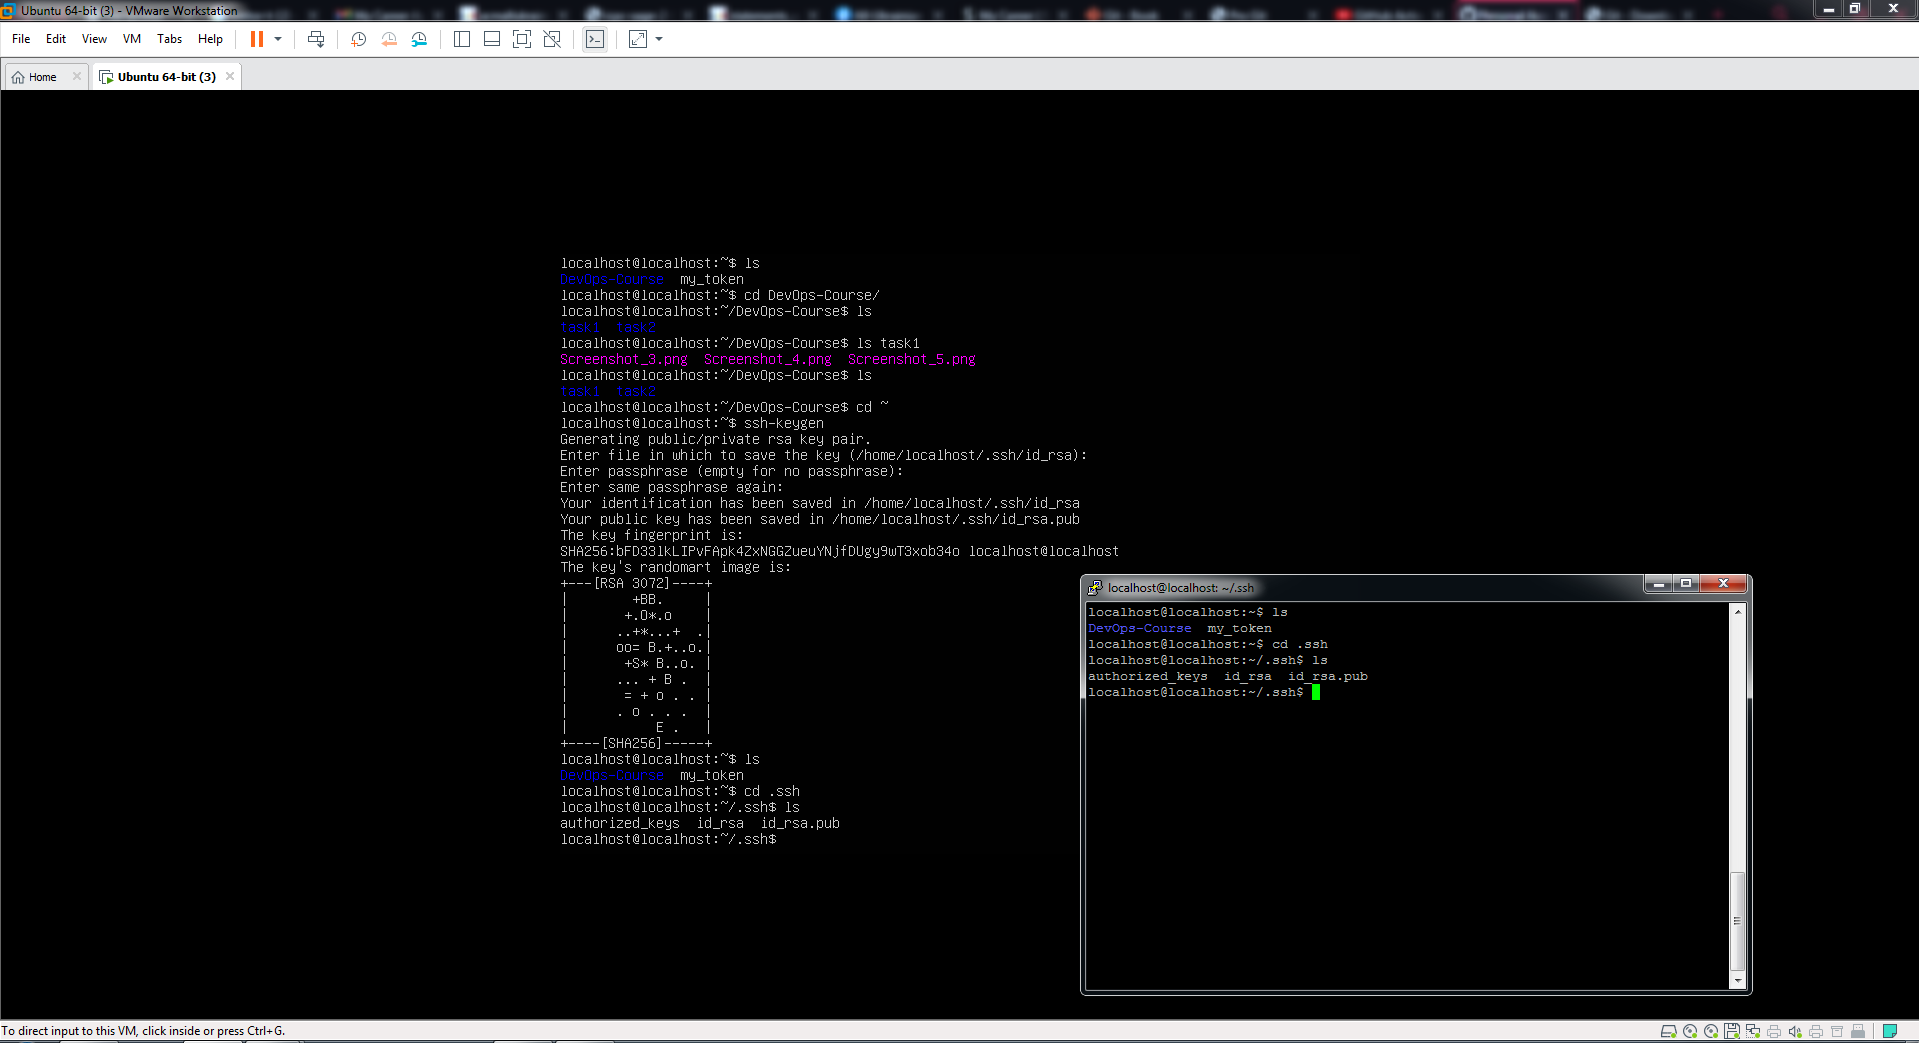 Ubuntu 64-bit (3) - VMware Workstation
File Edit View VM Tabs Help
Home Ubuntu 64-bit (3)
localhost@localhost:~$ ls
DevOps-Course  my_token
localhost@localhost:~$ cd DevOps-Course/
localhost@localhost:~/DevOps-Course$ ls
task1  task2
localhost@localhost:~/DevOps-Course$ ls task1
Screenshot_3.png  Screenshot_4.png  Screenshot_5.png
localhost@localhost:~/DevOps-Course$ ls
task1  task2
localhost@localhost:~/DevOps-Course$ cd ~
localhost@localhost:~$ ssh-keygen
Generating public/private rsa key pair.
Enter file in which to save the key (/home/localhost/.ssh/id_rsa):
Enter passphrase (empty for no passphrase):
Enter same passphrase again:
Your identification has been saved in /home/localhost/.ssh/id_rsa
Your public key has been saved in /home/localhost/.ssh/id_rsa.pub
The key fingerprint is:
SHA256:bFD33lkLIPvFApk4ZxNGGZueuYNjfDUgy9wT3xob34o localhost@localhost
The key's randomart image is:
+---[RSA 3072]----+
|        +BB.     |
|       +.O*.o    |
|      ..+*...+  .|
|      oo= B.+..o.|
|       +S* B..o. |
|      ... + B .  |
|       = + o . . |
|      . o . . .  |
|           E .   |
+----[SHA256]-----+
localhost@localhost:~$ ls
DevOps-Course  my_token
localhost@localhost:~$ cd .ssh
localhost@localhost:~/.ssh$ ls
authorized_keys  id_rsa  id_rsa.pub
localhost@localhost:~/.ssh$
localhost@localhost: ~/.ssh
localhost@localhost:~$ ls
DevOps-Course  my_token
localhost@localhost:~$ cd .ssh
localhost@localhost:~/.ssh$ ls
authorized_keys  id_rsa  id_rsa.pub
localhost@localhost:~/.ssh$
To direct input to this VM, click inside or press Ctrl+G.